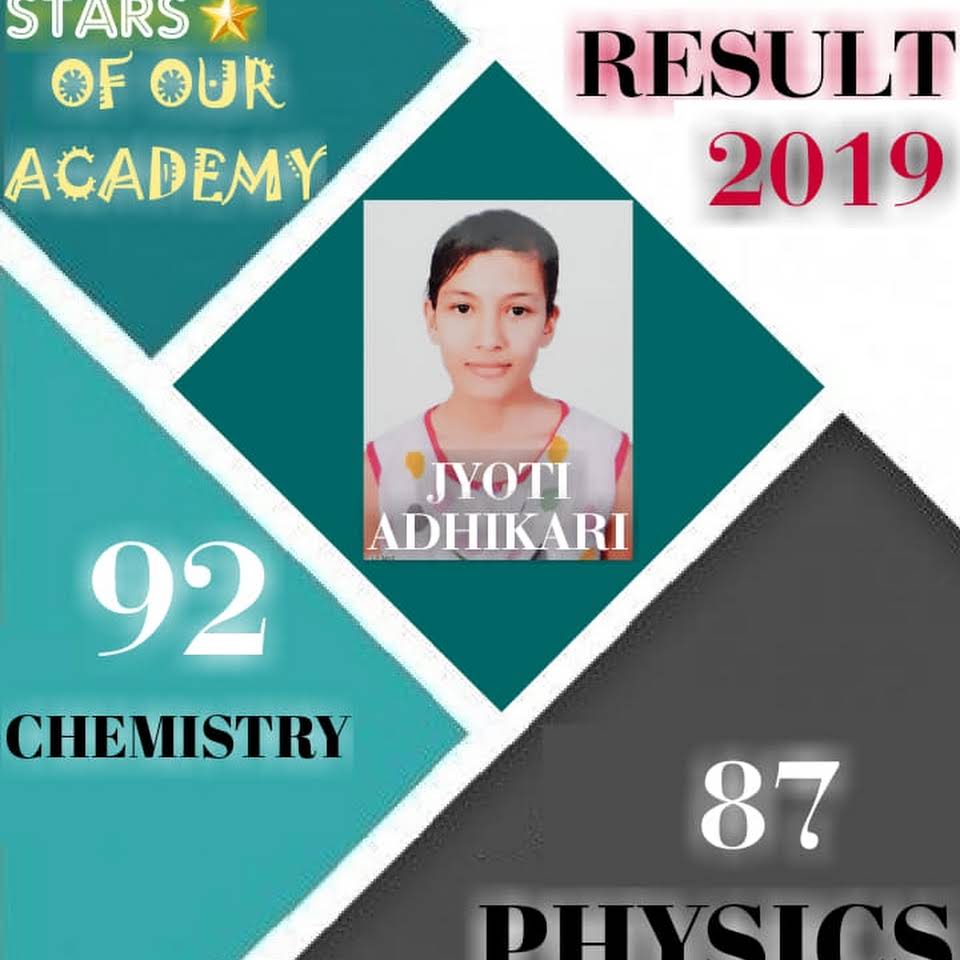 STARS
OF OUR
ACADEMY
RESULT
2019
JYOTI
ADHIKARI
92
CHEMISTRY
87
PHYSICS